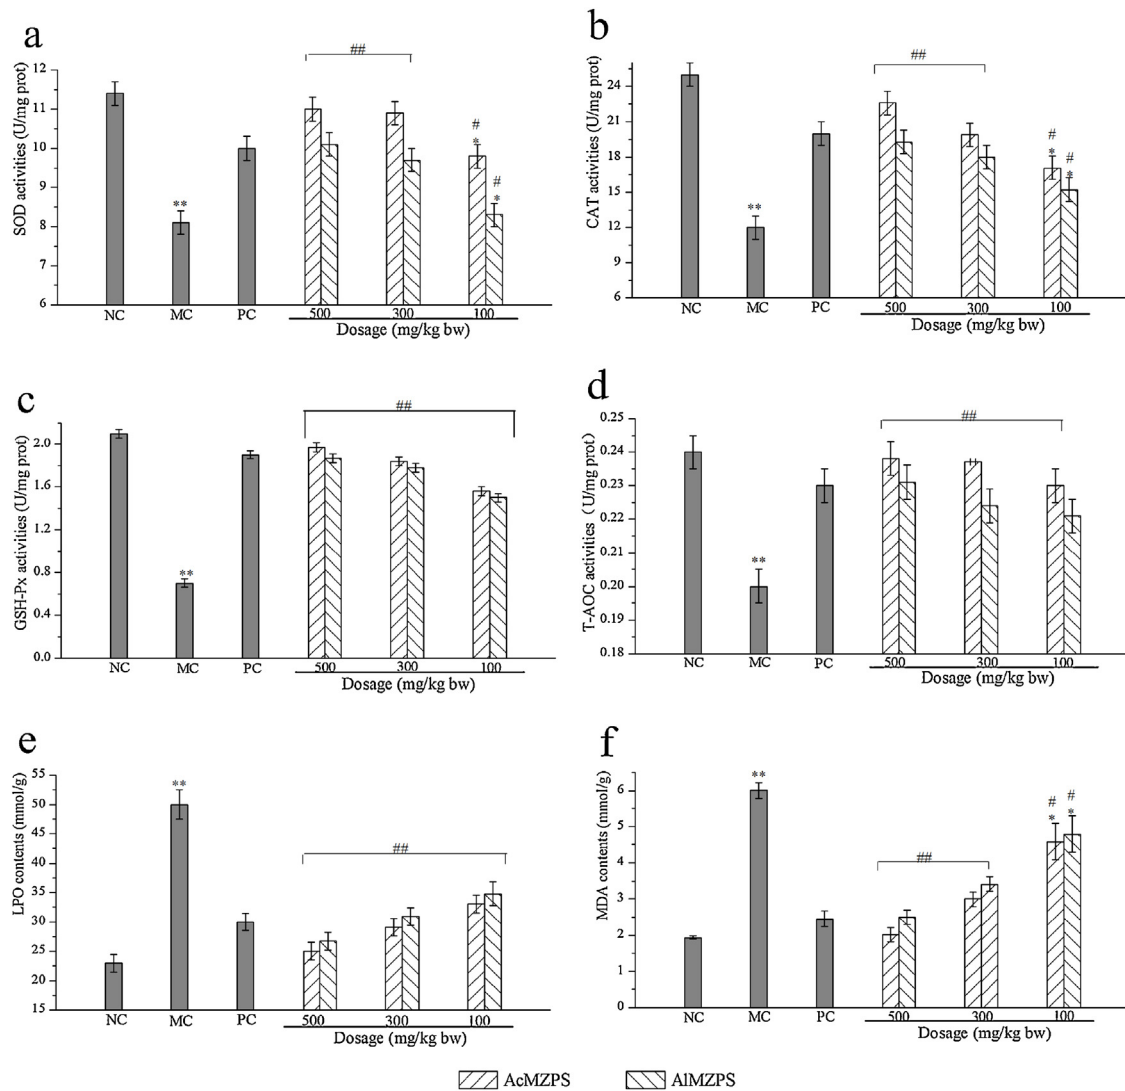 a
SOD activities (U/mg prot)
12
11
10
9
8
7
6
**
##
#
*
#
*
NC
MC
PC
500
300
100
Dosage (mg/kg bw)
b
CAT activities (U/mg prot)
24
21
18
15
12
9
6
**
##
#
*
#
*
NC
MC
PC
500
300
100
Dosage (mg/kg bw)
c
GSH-Px activities (U/mg prot)
2.0
1.6
1.2
0.8
0.4
0.0
**
##
NC
MC
PC
500
300
100
Dosage (mg/kg bw)
d
T-AOC activities (U/mg prot)
0.25
0.24
0.23
0.22
0.21
0.20
0.19
0.18
**
##
NC
MC
PC
500
300
100
Dosage (mg/kg bw)
e
LPO contents (mmol/g)
55
50
45
40
35
30
25
20
15
**
##
NC
MC
PC
500
300
100
Dosage (mg/kg bw)
f
MDA contents (mmol/g)
6
5
4
3
2
1
0
**
##
#
*
#
*
NC
MC
PC
500
300
100
Dosage (mg/kg bw)
AcMZPS
AlMZPS